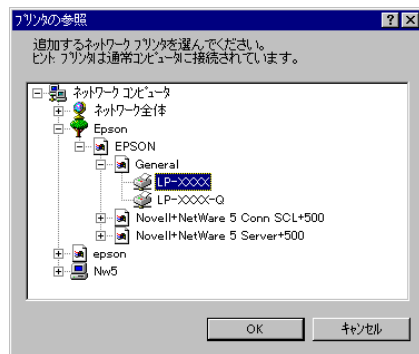 プリンタの参照
追加するネットワーク プリンタを選んでください。
ヒント: プリンタは通常コンピュータに接続されています。
ネットワーク コンピュータ
ネットワーク全体
Epson
EPSON
General
LP-XXXX
LP-XXXX-Q
Novell+NetWare 5 Conn SCL+500
Novell+NetWare 5 Server+500
epson
Nw5
OK キャンセル